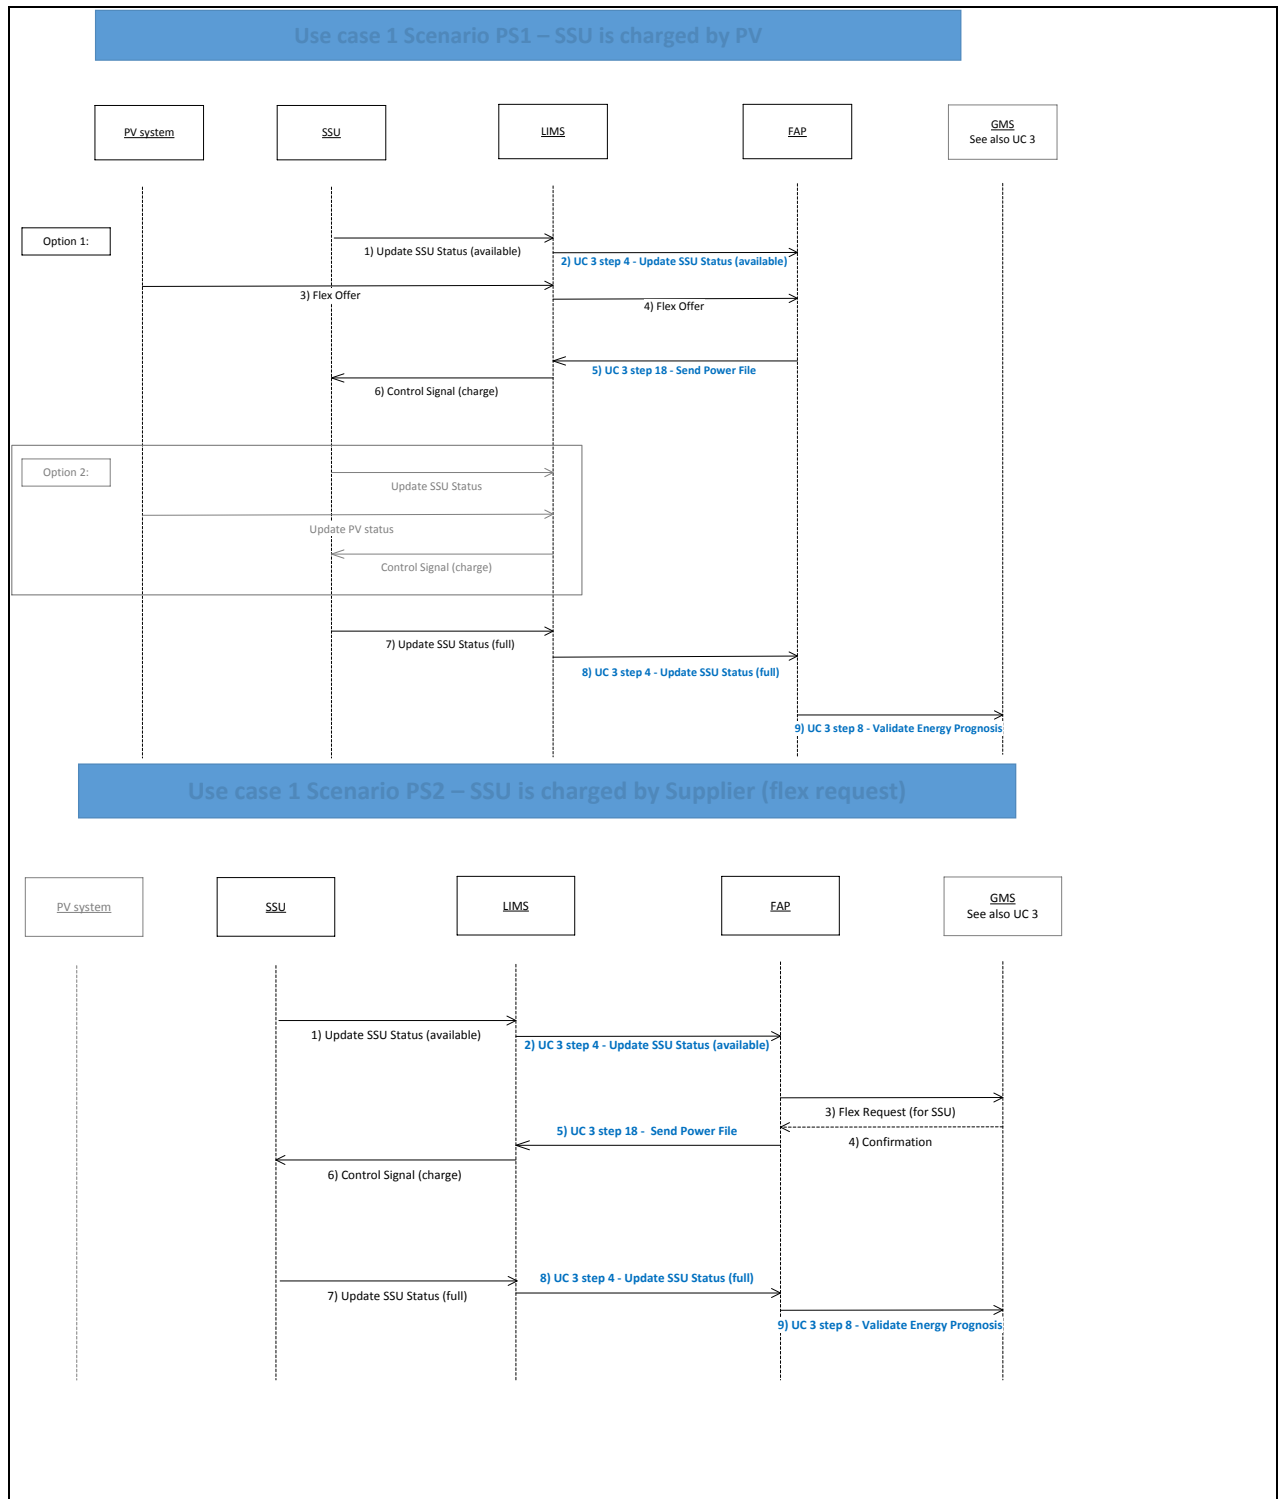 Use case 1 Scenario PS1 – SSU is charged by PV
PV system
SSU
LIMS
FAP
GMS
See also UC 3
Option 1:
1) Update SSU Status (available)
2) UC 3 step 4 - Update SSU Status (available)
3) Flex Offer
4) Flex Offer
5) UC 3 step 18 - Send Power File
6) Control Signal (charge)
Option 2:
Update SSU Status
Update PV status
Control Signal (charge)
7) Update SSU Status (full)
8) UC 3 step 4 - Update SSU Status (full)
9) UC 3 step 8 - Validate Energy Prognosis
Use case 1 Scenario PS2 – SSU is charged by Supplier (flex request)
PV system
SSU
LIMS
FAP
GMS
See also UC 3
1) Update SSU Status (available)
2) UC 3 step 4 - Update SSU Status (available)
3) Flex Request (for SSU)
5) UC 3 step 18 - Send Power File
4) Confirmation
6) Control Signal (charge)
8) UC 3 step 4 - Update SSU Status (full)
7) Update SSU Status (full)
9) UC 3 step 8 - Validate Energy Prognosis